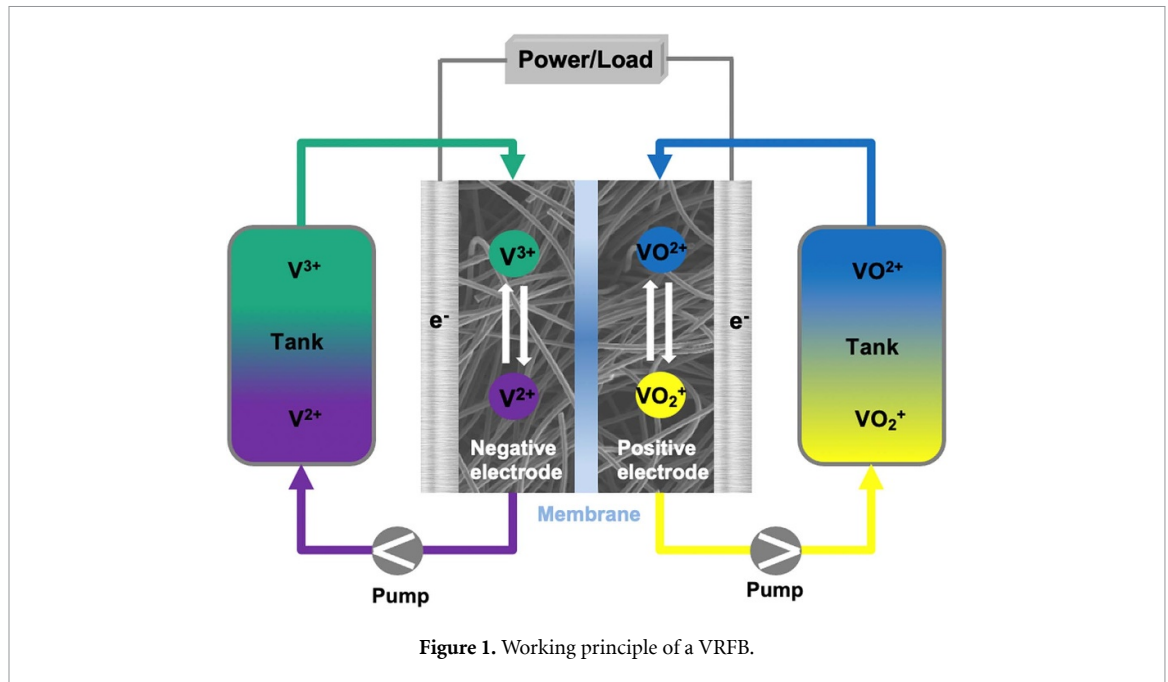 Power/Load
V³⁺
Tank
V²⁺
e⁻
V³⁺
V²⁺
Negative
electrode
VO²⁺
VO₂⁺
Positive
electrode
e⁻
VO²⁺
Tank
VO₂⁺
Membrane
Pump
Pump
Figure 1. Working principle of a VRFB.